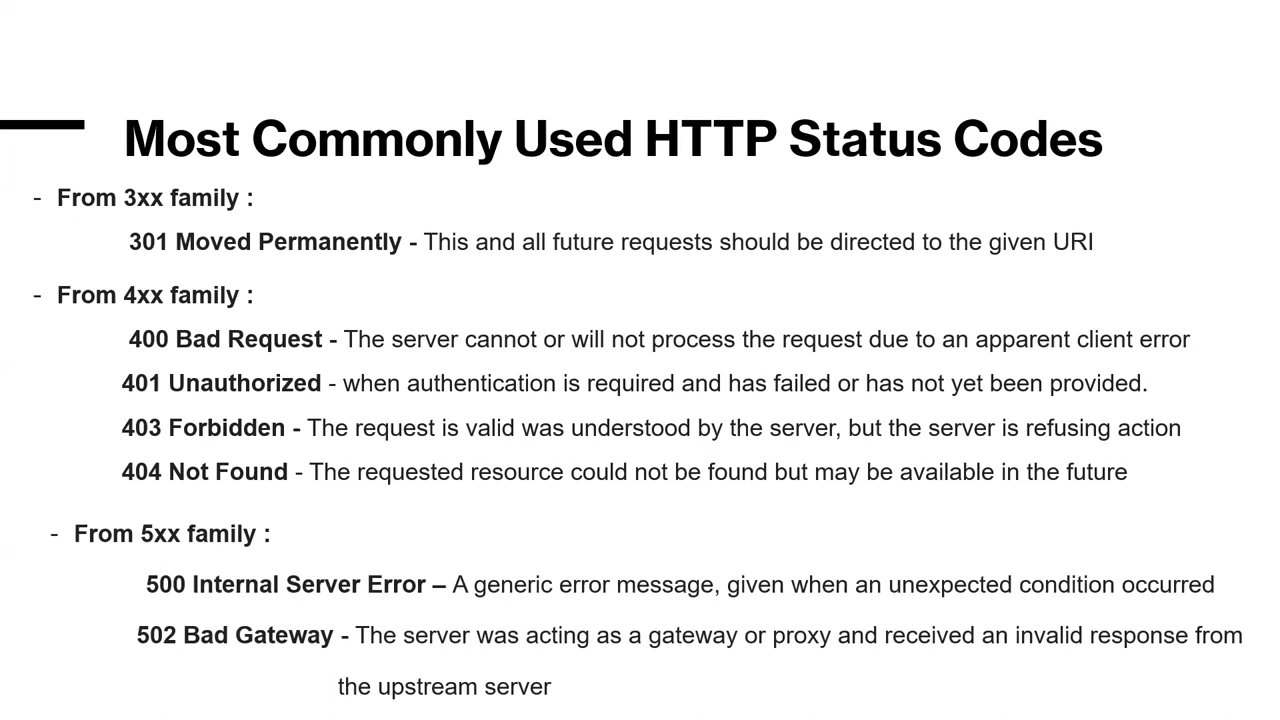 Most Commonly Used HTTP Status Codes
- From 3xx family :
301 Moved Permanently - This and all future requests should be directed to the given URI
- From 4xx family :
400 Bad Request - The server cannot or will not process the request due to an apparent client error
401 Unauthorized - when authentication is required and has failed or has not yet been provided.
403 Forbidden - The request is valid was understood by the server, but the server is refusing action
404 Not Found - The requested resource could not be found but may be available in the future
- From 5xx family :
500 Internal Server Error – A generic error message, given when an unexpected condition occurred
502 Bad Gateway - The server was acting as a gateway or proxy and received an invalid response from
the upstream server